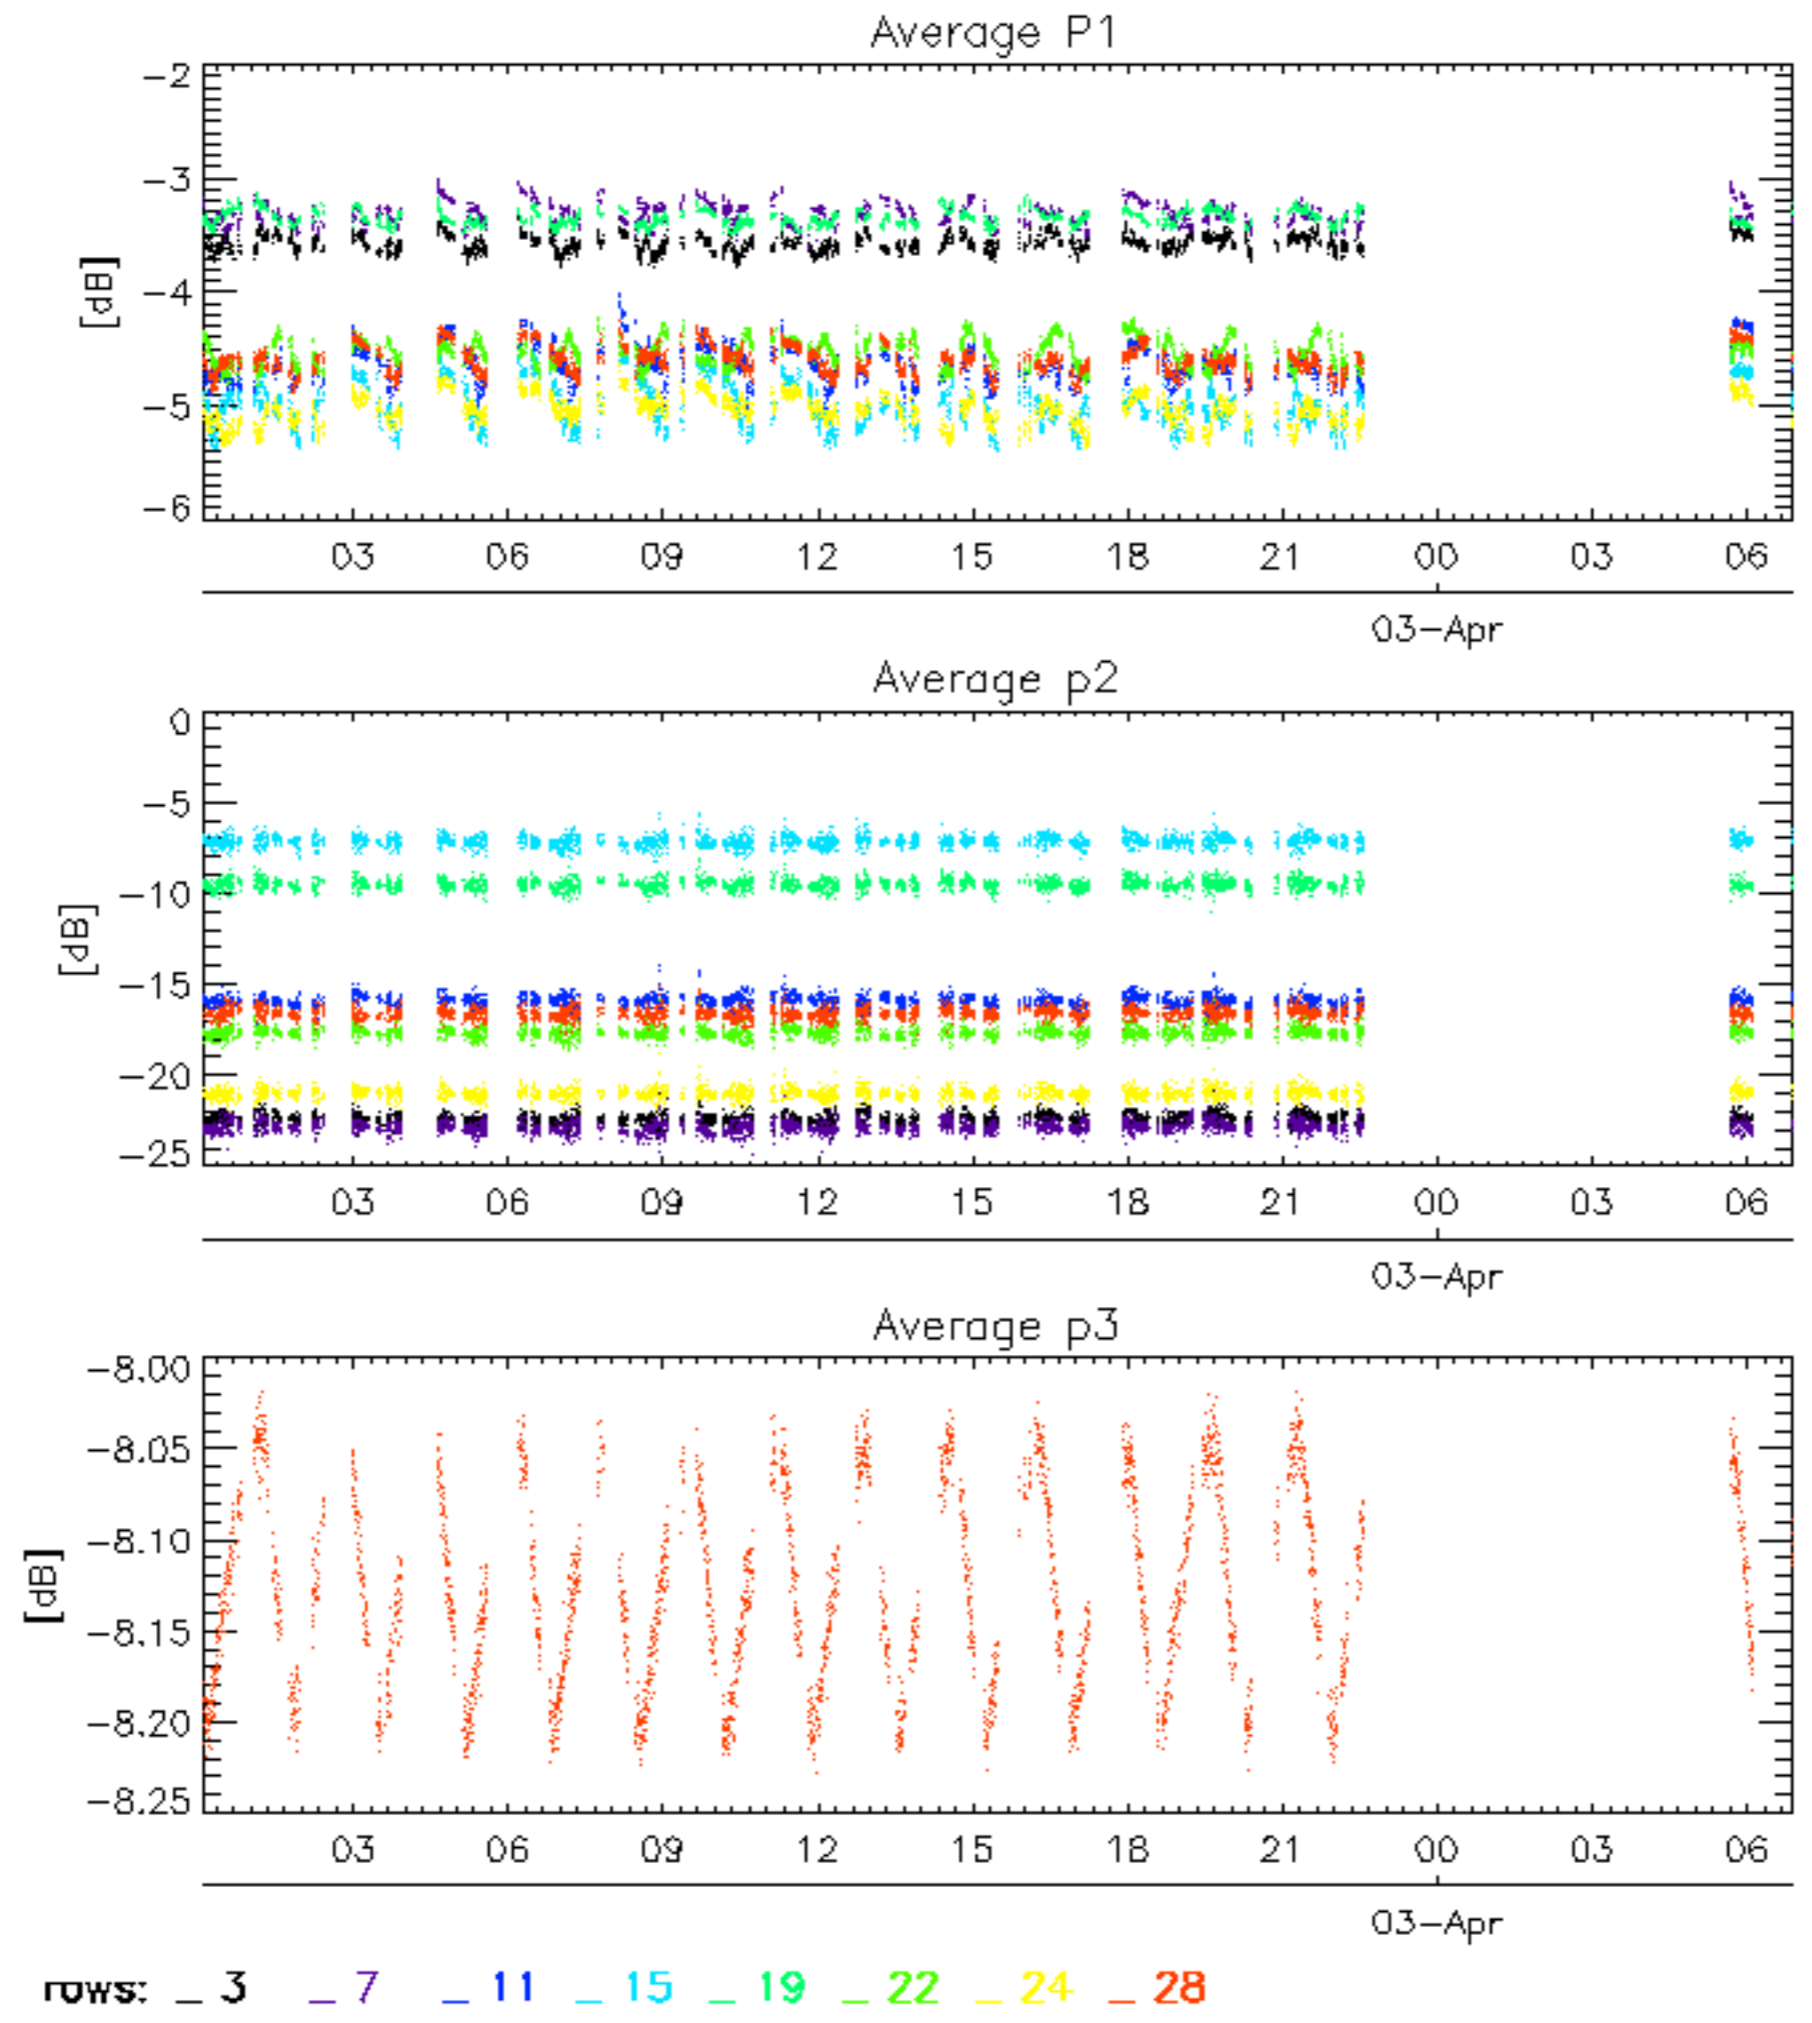 Average P1
[dB]
-2
-3
-4
-5
-6
03 06 09 12 15 18 21 00 03 06
03-Apr
Average p2
[dB]
0
-5
-10
-15
-20
-25
03 06 09 12 15 18 21 00 03 06
03-Apr
Average p3
[dB]
-8.00
-8.05
-8.10
-8.15
-8.20
-8.25
03 06 09 12 15 18 21 00 03 06
03-Apr
rows: _ 3 _ 7 _ 11 _ 15 _ 19 _ 22 _ 24 _ 28